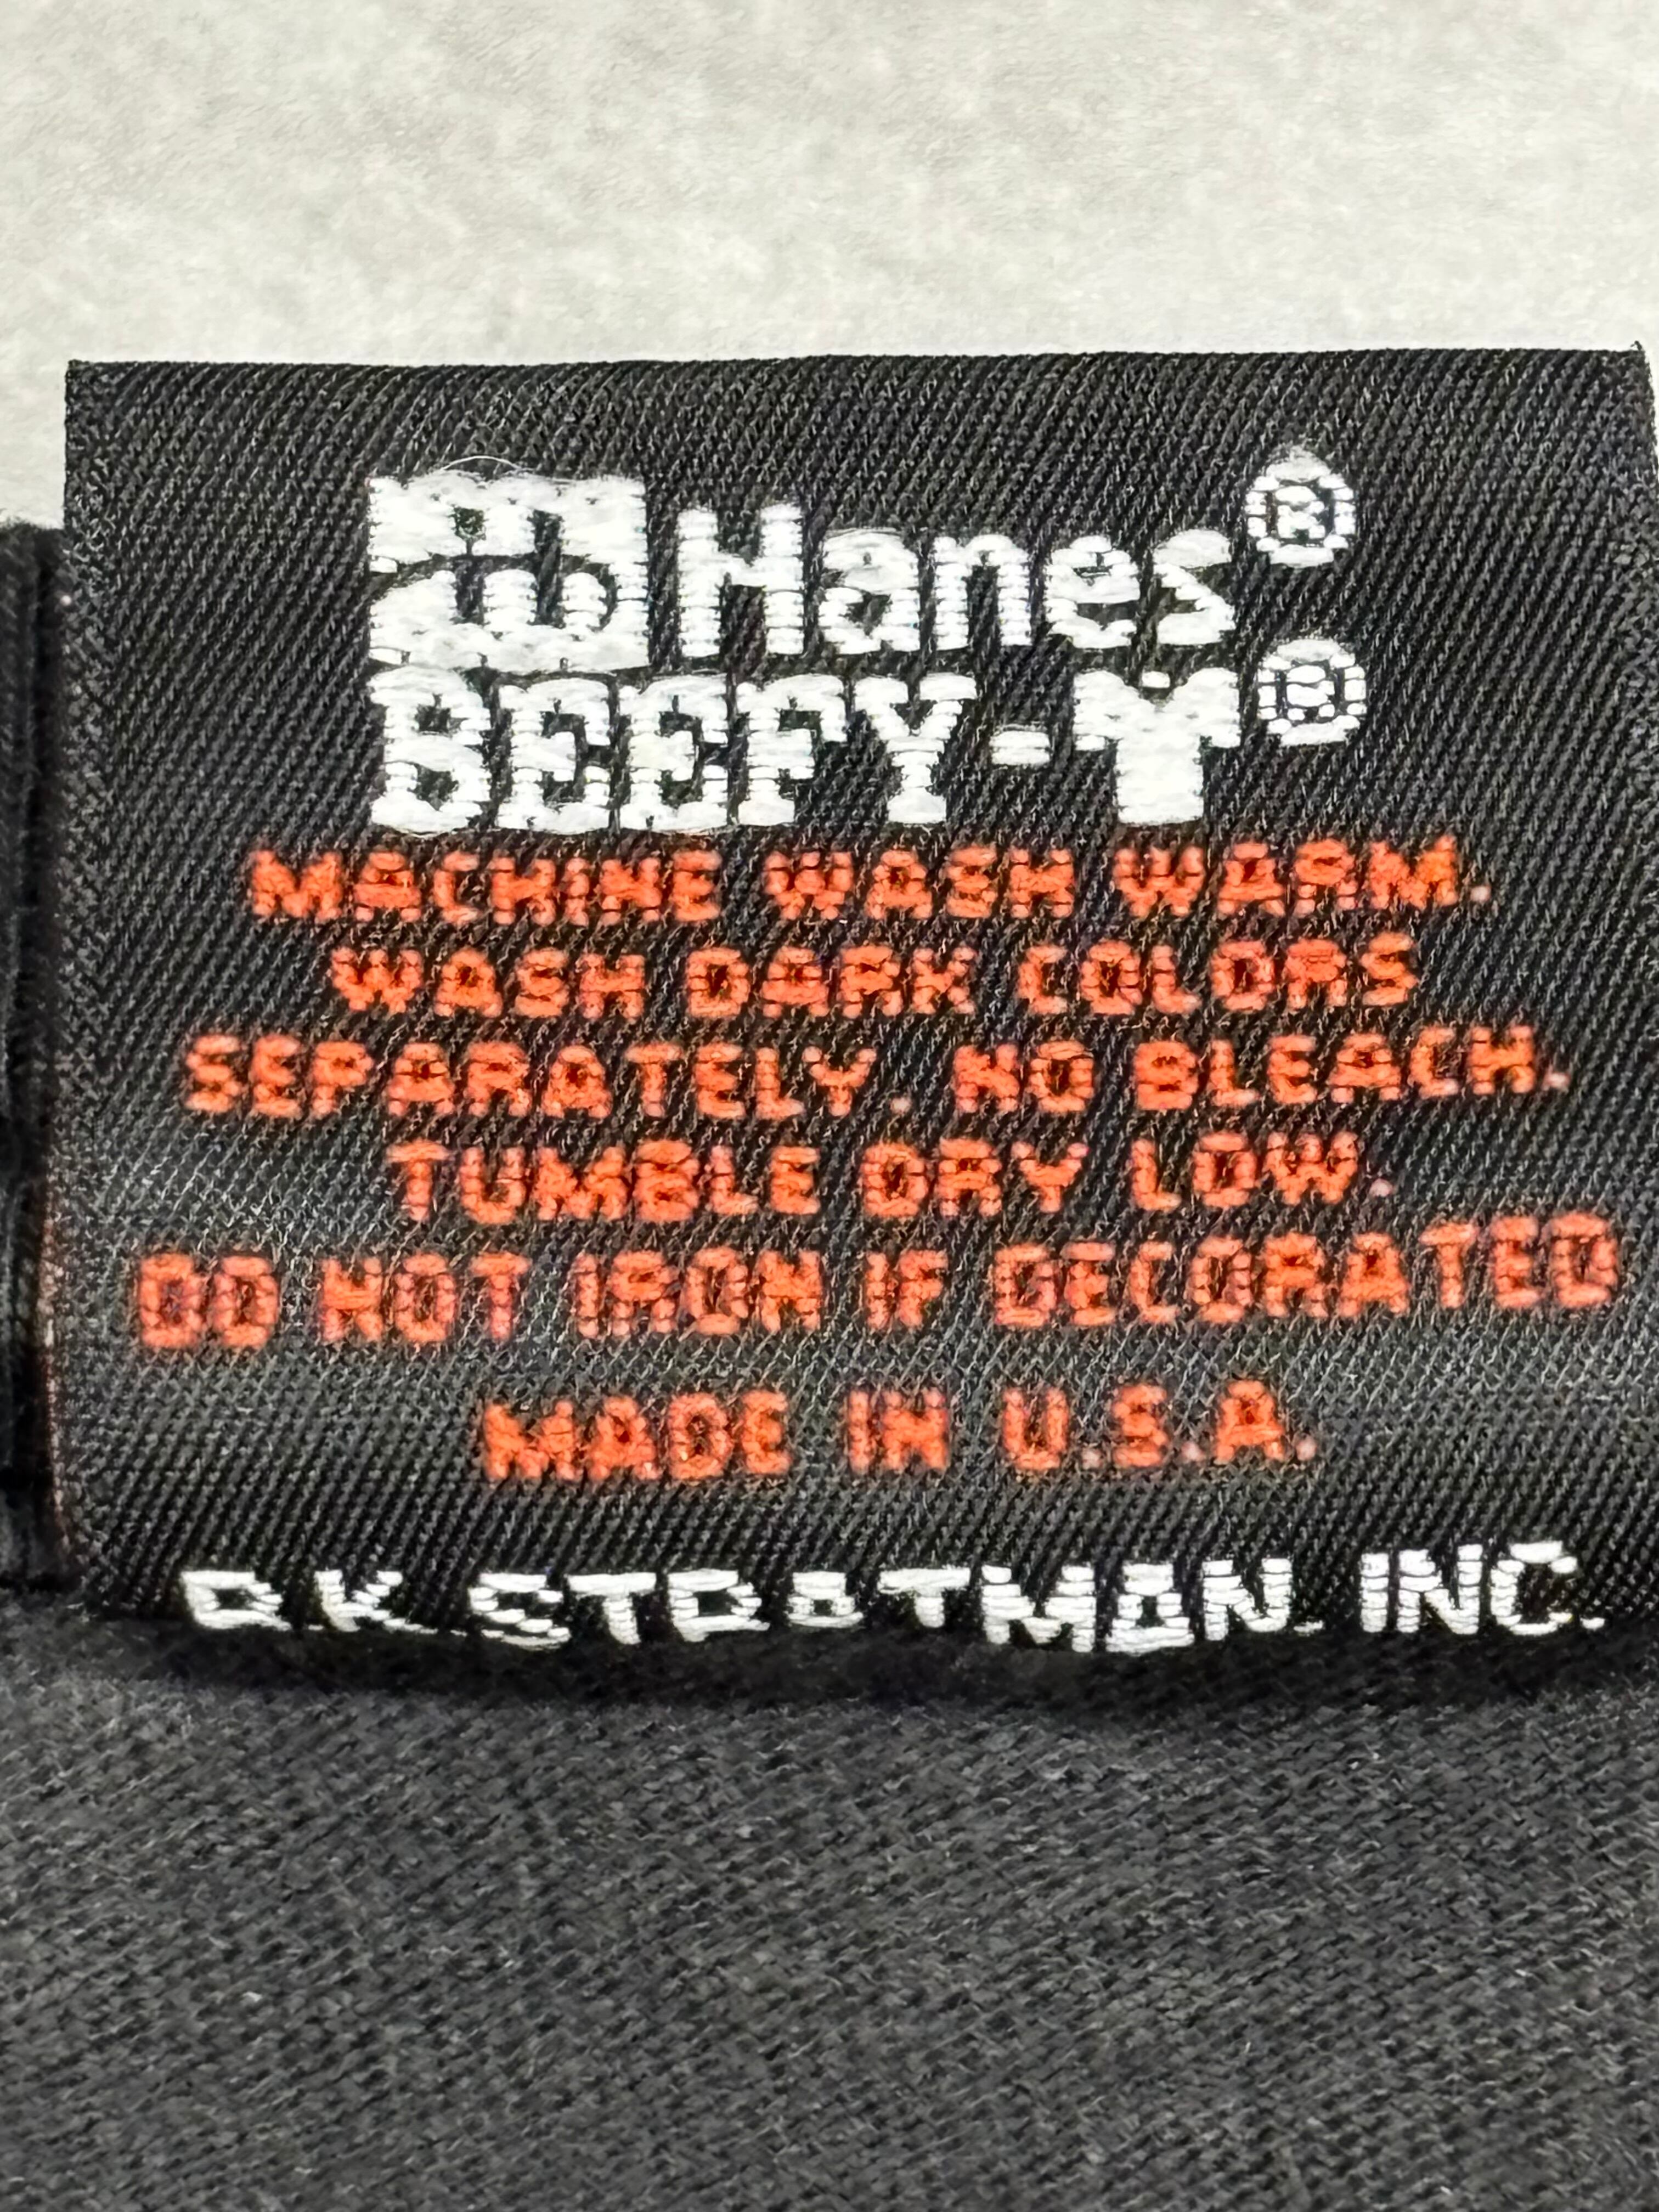 Hanes®
BEEFY-T®
MACHINE WASH WARM.
WASH DARK COLORS
SEPARATELY. NO BLEACH.
TUMBLE DRY LOW.
DO NOT IRON IF DECORATED
MADE IN U.S.A.
R.K. STRATMAN, INC.